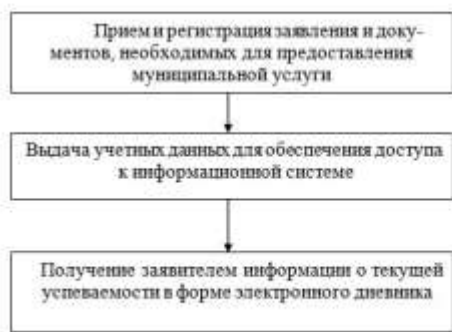 Прием и регистрация заявления и доку-
ментов, необходимых для предоставления
муниципальной услуги
Выдача учетных данных для обеспечения доступа
к информационной системе
Получение заявителем информации о текущей
успеваемости в форме электронного дневника